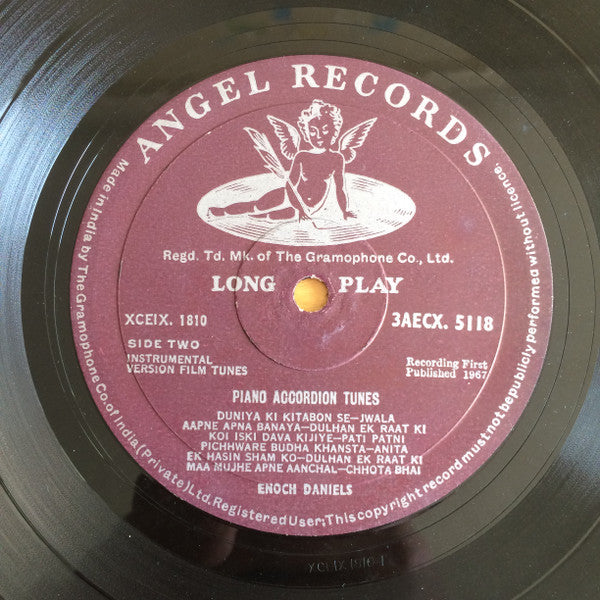 ANGEL RECORDS
Regd. Td. Mk. of The Gramophone Co., Ltd.
LONG PLAY
XCEIX. 1810
3AECX. 5118
SIDE TWO
INSTRUMENTAL
VERSION FILM TUNES
Recording First
Published 1967
PIANO ACCORDION TUNES
DUNIYA KI KITABON SE—JWALA
AAPNE APNA BANAYA—DULHAN EK RAAT KI
KOI ISKI DAVA KIJIYE—PATI PATNI
PICHHWARE BUDHA KHANSTA—ANITA
EK HASIN SHAM KO—DULHAN EK RAAT KI
MAA MUJHE APNE AANCHAL—CHHOTA BHAI
ENOCH DANIELS
Made in India by The Gramophone Co. of India (Private) Ltd. Registered User; This copyright record must not be publicly performed without licence.